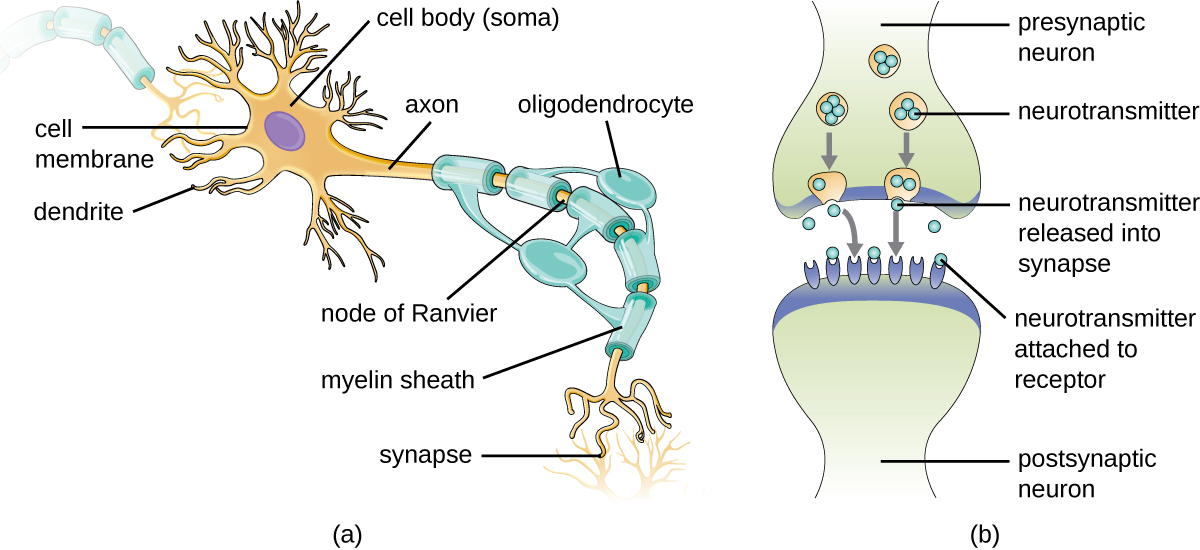 cell body (soma)
axon
oligodendrocyte
cell
membrane
dendrite
node of Ranvier
myelin sheath
synapse
(a)
presynaptic
neuron
neurotransmitter
neurotransmitter
released into
synapse
neurotransmitter
attached to
receptor
postsynaptic
neuron
(b)